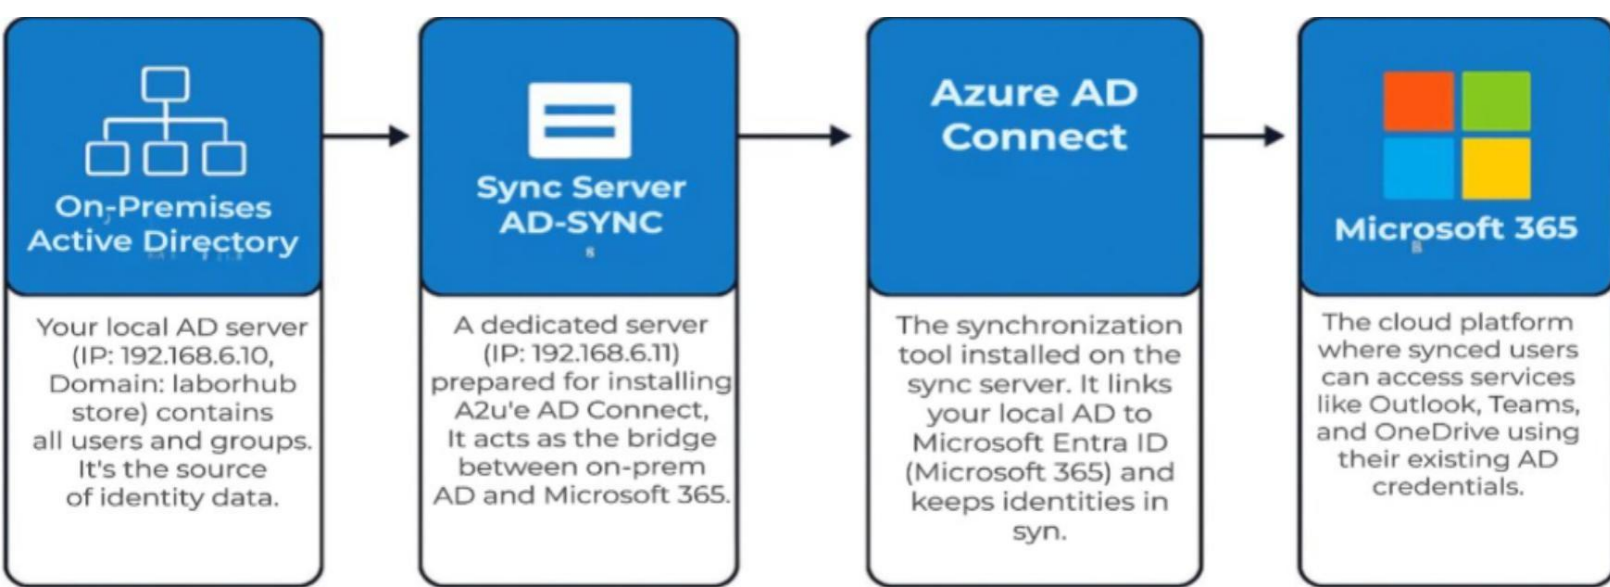 On-Premises
Active Directory
Your local AD server
(IP: 192.168.6.10,
Domain: laborhub
store) contains
all users and groups.
It's the source
of identity data.
Sync Server
AD-SYNC
s
A dedicated server
(IP: 192.168.6.11)
prepared for installing
A2u'e AD Connect,
It acts as the bridge
between on-prem
AD and Microsoft 365.
Azure AD
Connect
The synchronization
tool installed on the
sync server. It links
your local AD to
Microsoft Entra ID
(Microsoft 365) and
keeps identities in
syn.
Microsoft 365
The cloud platform
where synced users
can access services
like Outlook, Teams,
and OneDrive using
their existing AD
credentials.